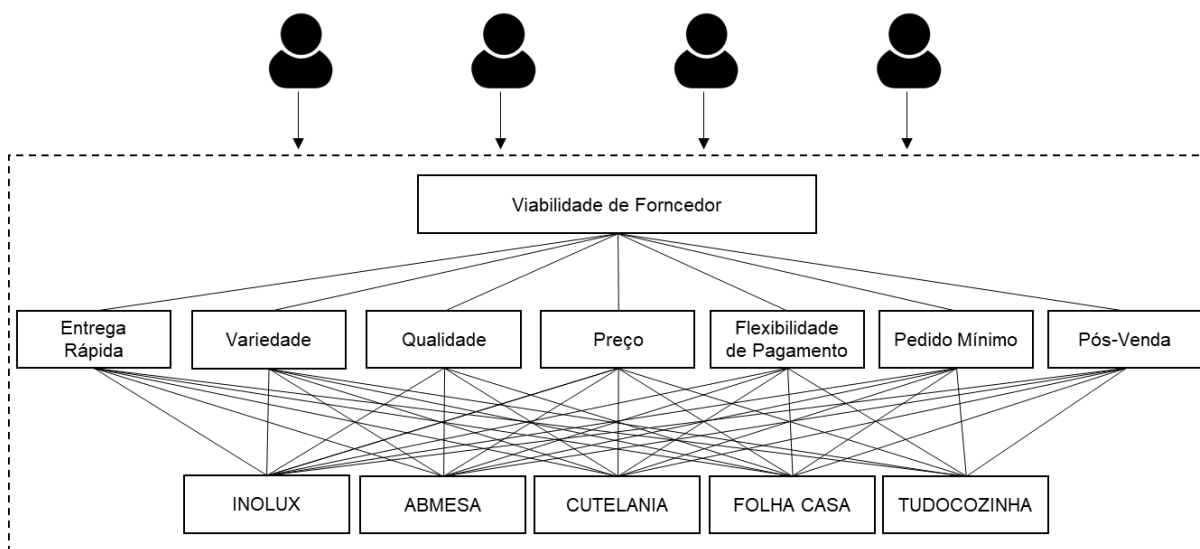 Viabilidade de Forncedor
Entrega
Rápida
Variedade
Qualidade
Preço
Flexibilidade
de Pagamento
Pedido Mínimo
Pós-Venda
INOLUX
ABMESA
CUTELANIA
FOLHA CASA
TUDOCOZINHA